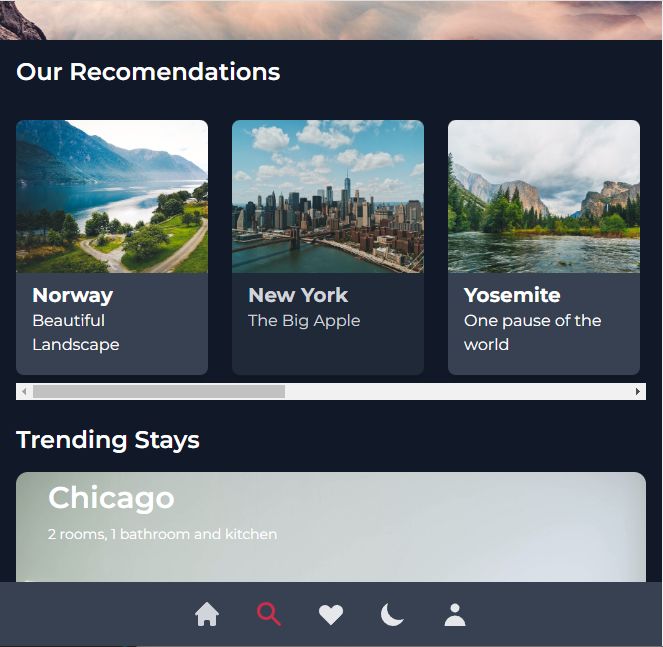 Our Recomendations
Norway
Beautiful
Landscape
New York
The Big Apple
Yosemite
One pause of the
world
Trending Stays
Chicago
2 rooms, 1 bathroom and kitchen